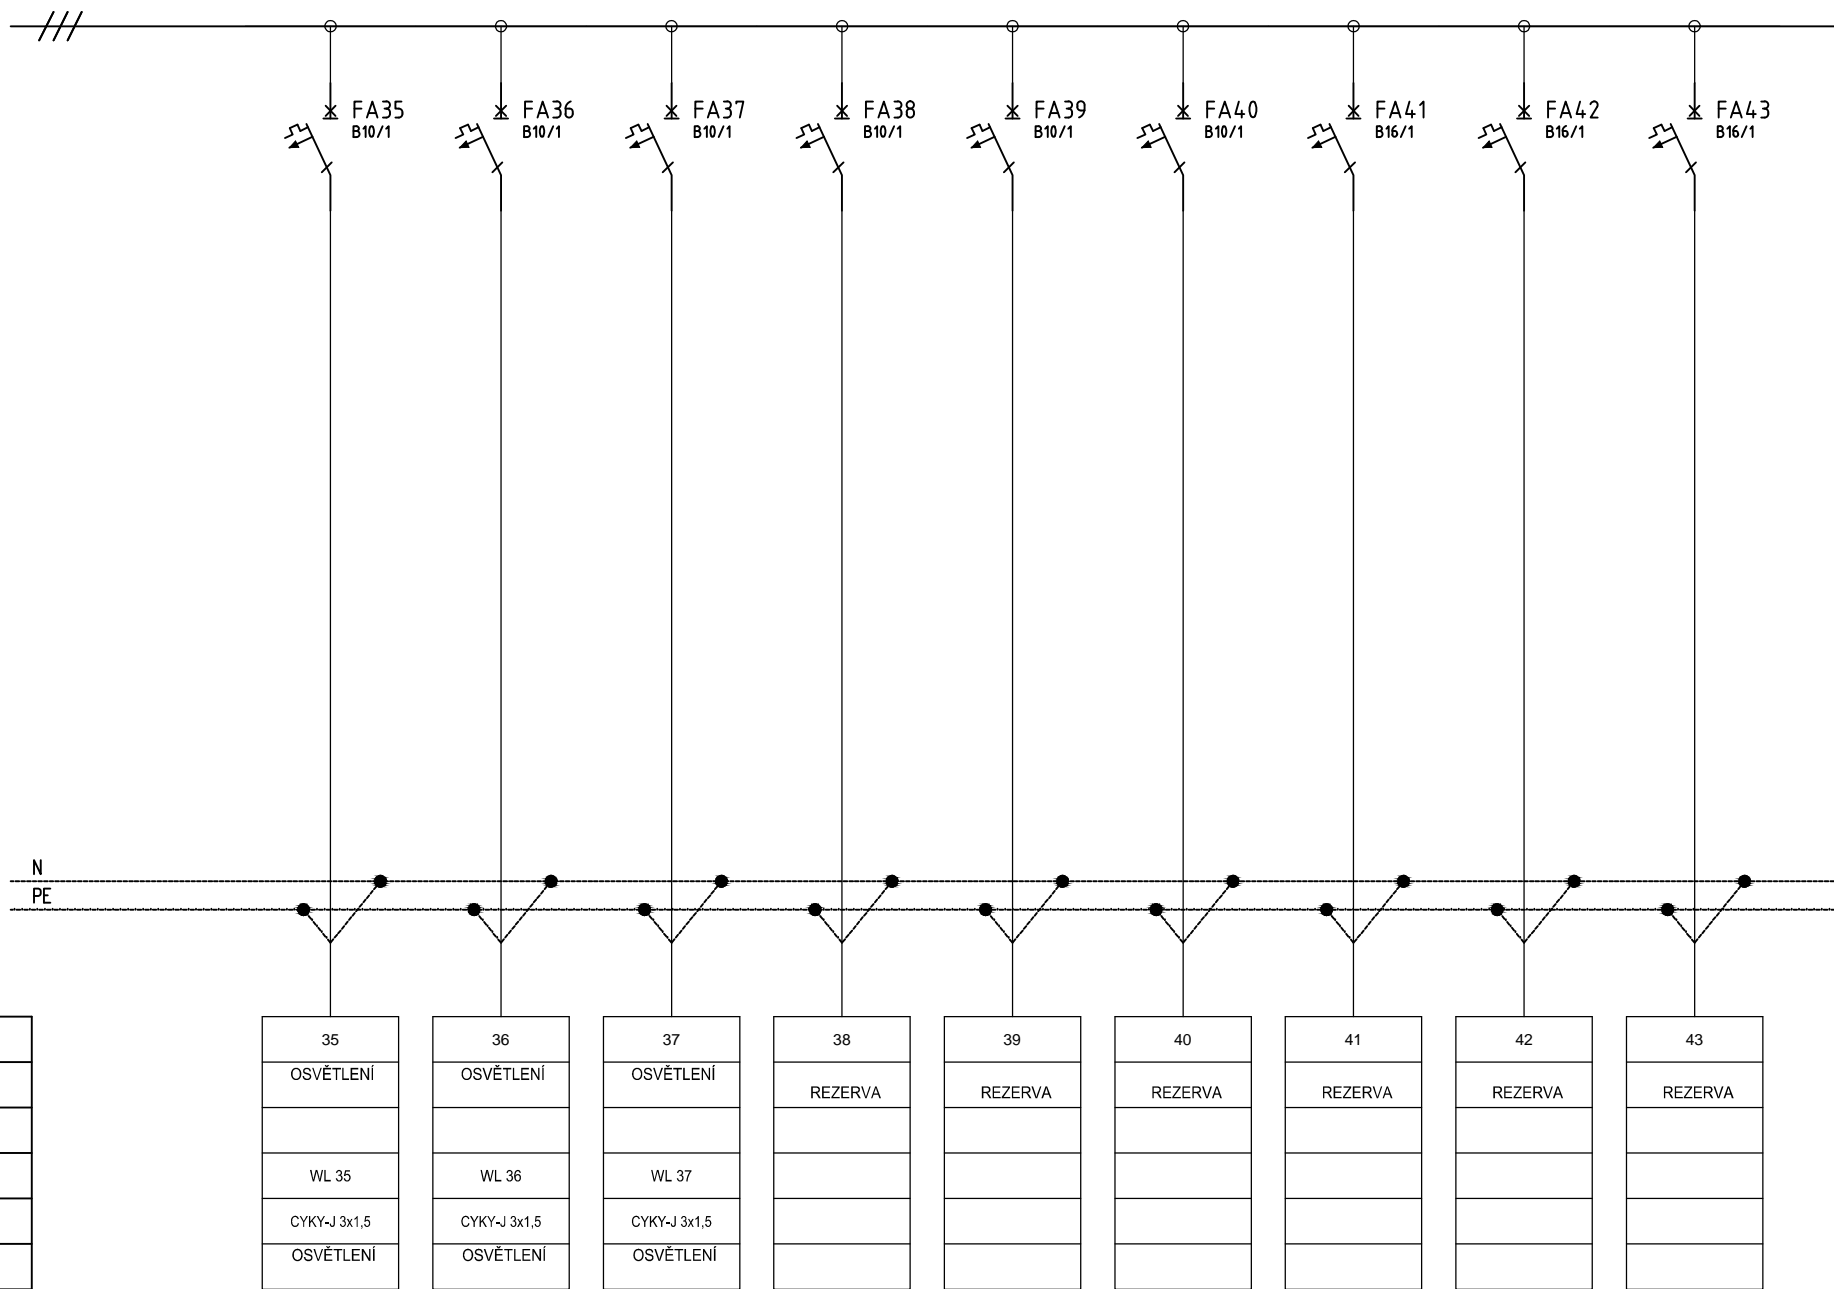 FA35 FA36 FA37 FA38 FA39 FA40 FA41 FA42 FA43
B10/1 B10/1 B10/1 B10/1 B10/1 B10/1 B16/1 B16/1 B16/1
N
PE
35 36 37 38 39 40 41 42 43
OSVĚTLENÍ OSVĚTLENÍ OSVĚTLENÍ
REZERVA REZERVA REZERVA REZERVA REZERVA REZERVA
WL 35 WL 36 WL 37
CYKY-J 3x1,5 CYKY-J 3x1,5 CYKY-J 3x1,5
OSVĚTLENÍ OSVĚTLENÍ OSVĚTLENÍ